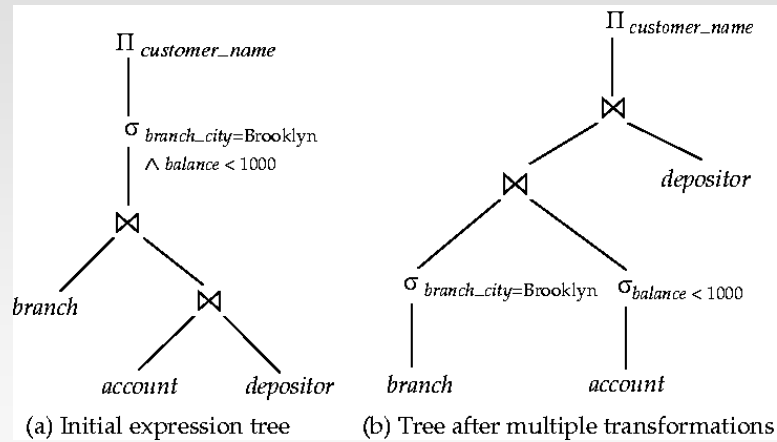 Π customer_name
σ branch_city=Brooklyn
∧ balance < 1000
⋈
branch
⋈
account depositor
(a) Initial expression tree
Π customer_name
⋈
depositor
⋈
σ branch_city=Brooklyn σ balance < 1000
branch account
(b) Tree after multiple transformations